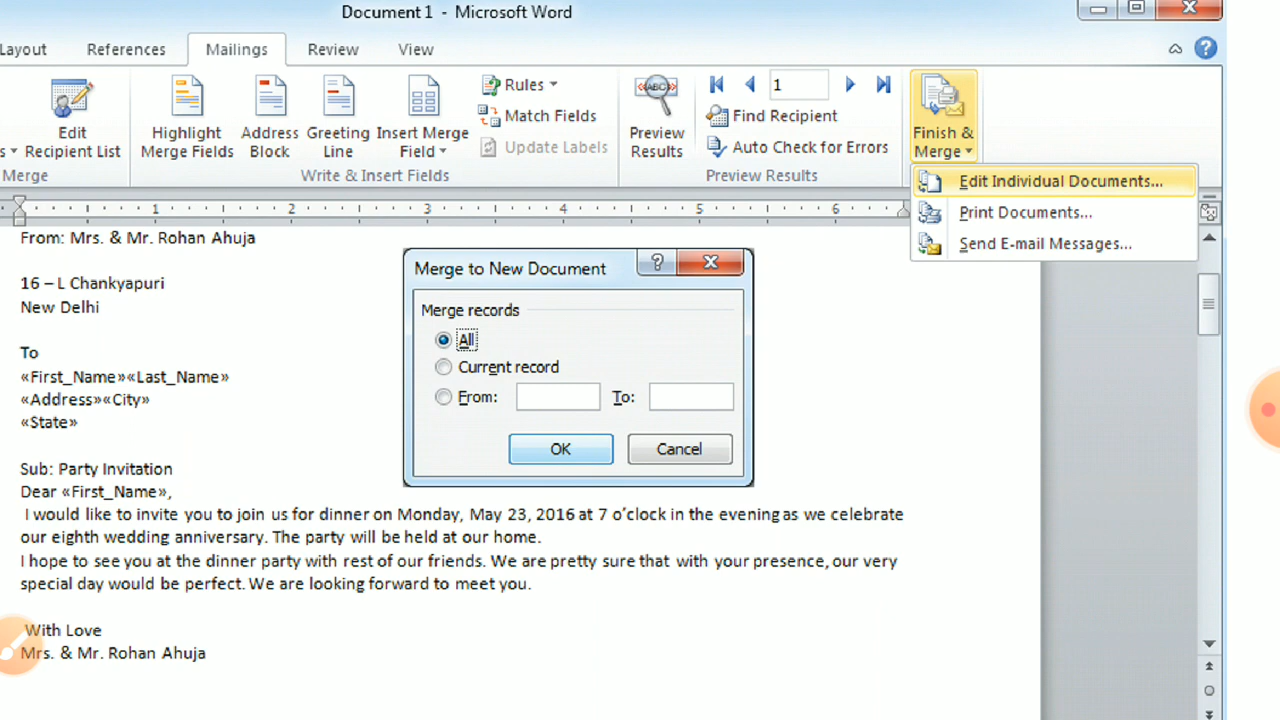 Document 1 - Microsoft Word
Layout References Mailings Review View
Edit Recipient List
Highlight Merge Fields
Address Block
Greeting Line
Insert Merge Field
Rules
Match Fields
Update Labels
Preview Results
1
Find Recipient
Auto Check for Errors
Finish & Merge
Merge
Write & Insert Fields
Preview Results
Edit Individual Documents...
Print Documents...
Send E-mail Messages...
1 2 3 4 5 6
From: Mrs. & Mr. Rohan Ahuja
16 – L Chankyapuri
New Delhi
To
«First_Name»«Last_Name»
«Address»«City»
«State»
Merge to New Document
Merge records
All
Current record
From: To:
OK Cancel
Sub: Party Invitation
Dear «First_Name»,
I would like to invite you to join us for dinner on Monday, May 23, 2016 at 7 o’clock in the evening as we celebrate
our eighth wedding anniversary. The party will be held at our home.
I hope to see you at the dinner party with rest of our friends. We are pretty sure that with your presence, our very
special day would be perfect. We are looking forward to meet you.
With Love
Mrs. & Mr. Rohan Ahuja